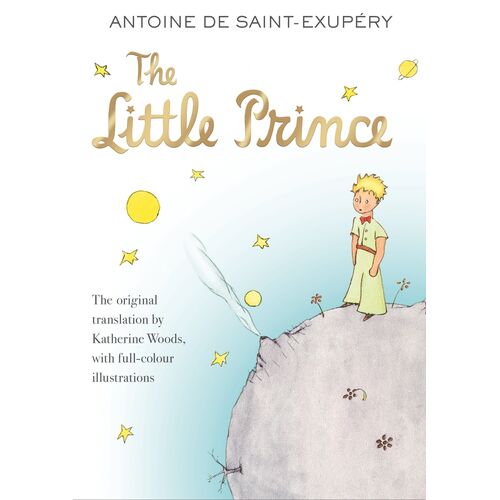 ANTOINE DE SAINT-EXUPÉRY
The
Little Prince
The original
translation by
Katherine Woods,
with full-colour
illustrations